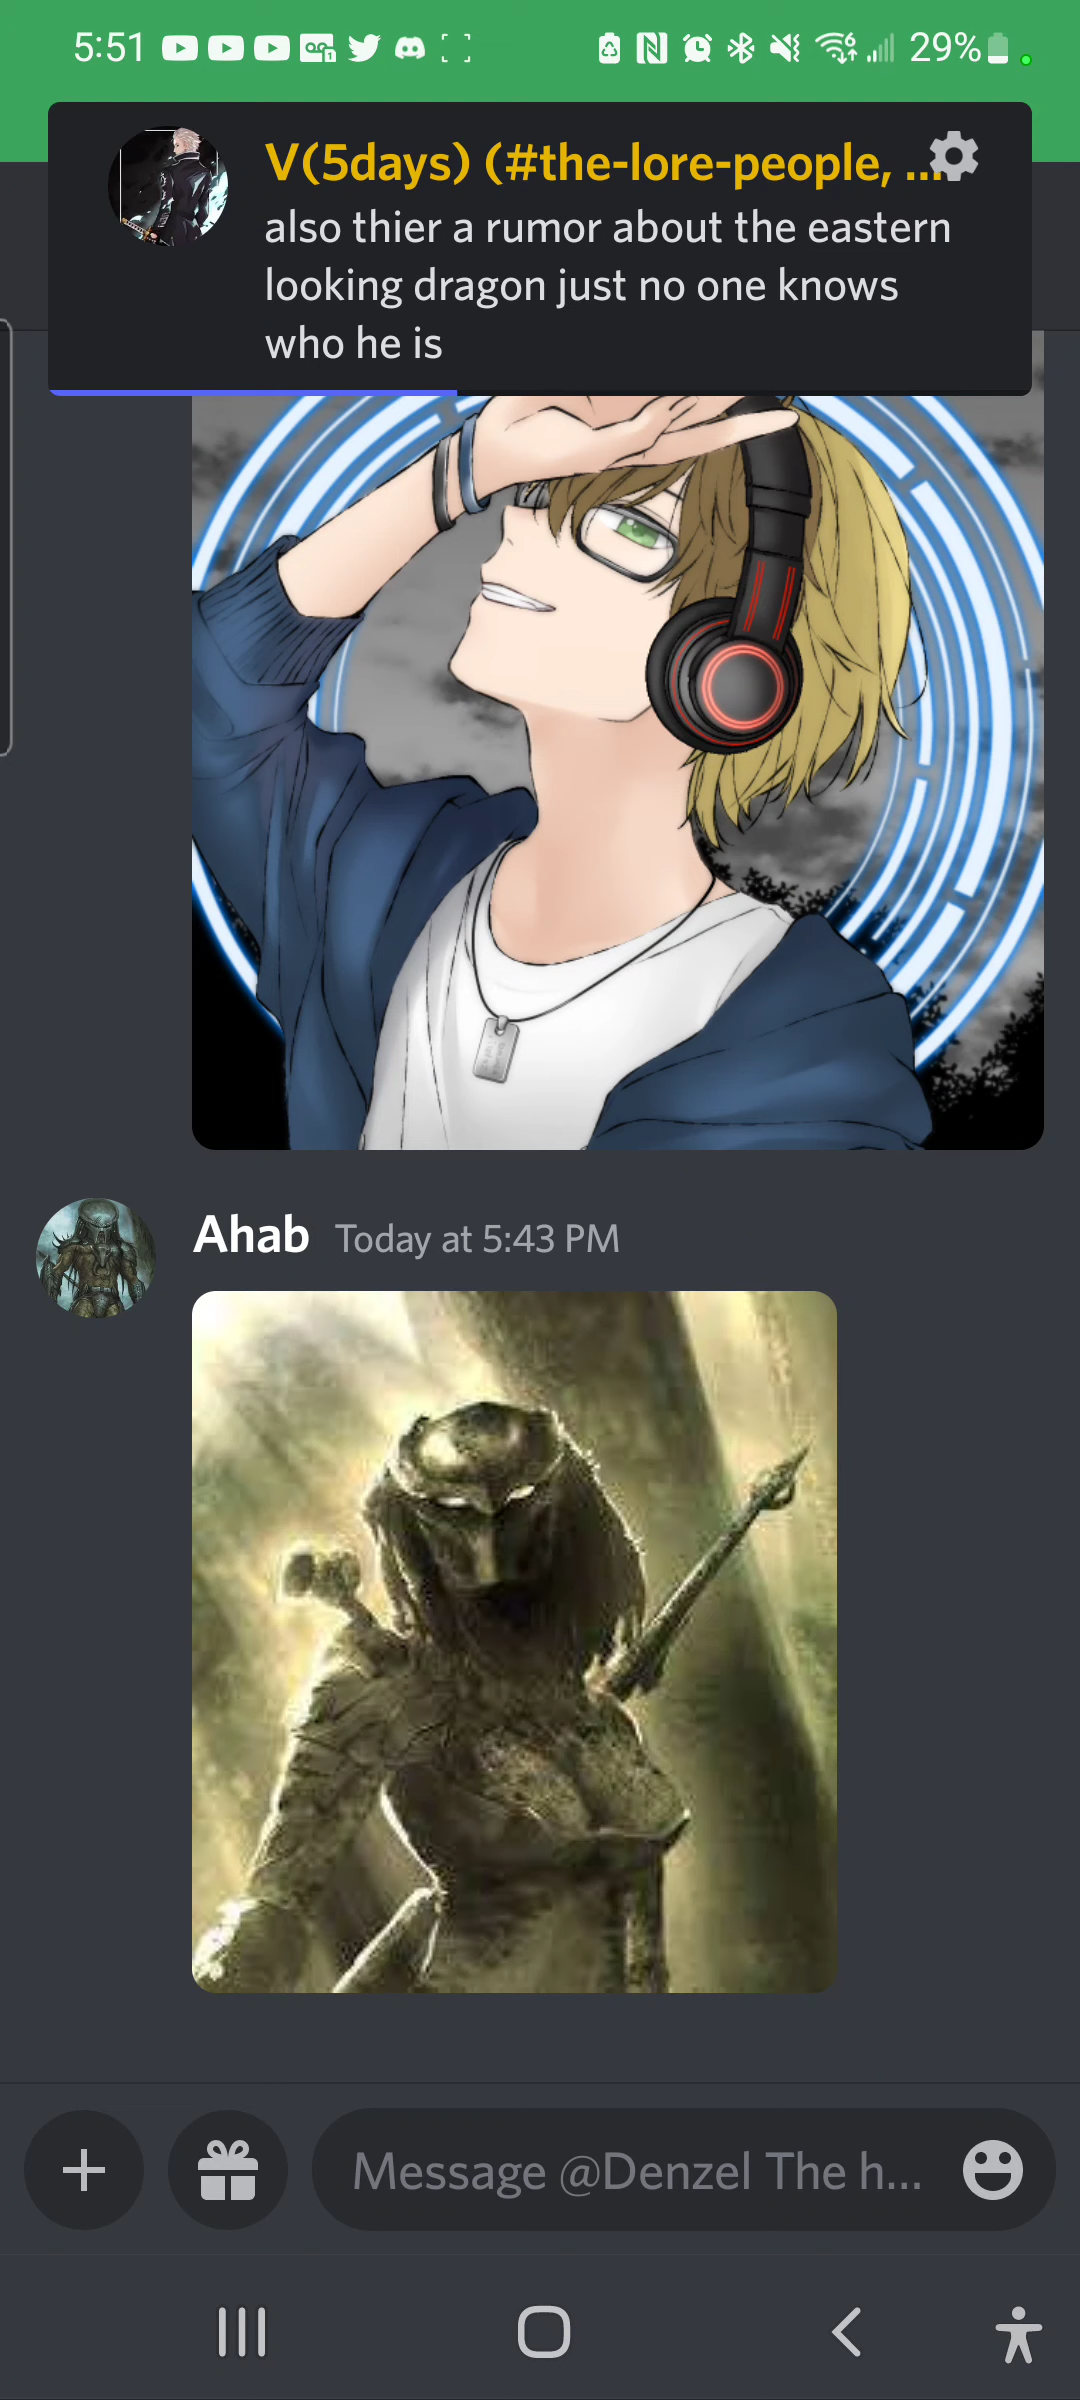 5:51
29%
V(5days) (#the-lore-people, ...
also thier a rumor about the eastern
looking dragon just no one knows
who he is
Ahab Today at 5:43 PM
Message @Denzel The h...